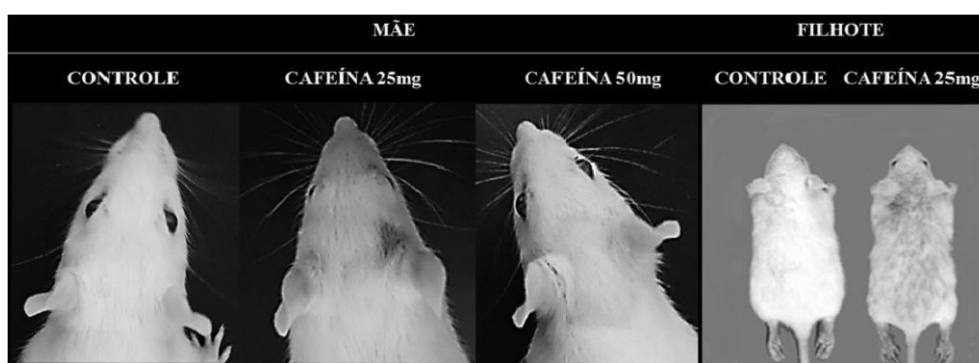 MÃE FILHOTE
CONTROLE CAFEÍNA 25mg CAFEÍNA 50mg CONTROLE CAFEÍNA 25mg